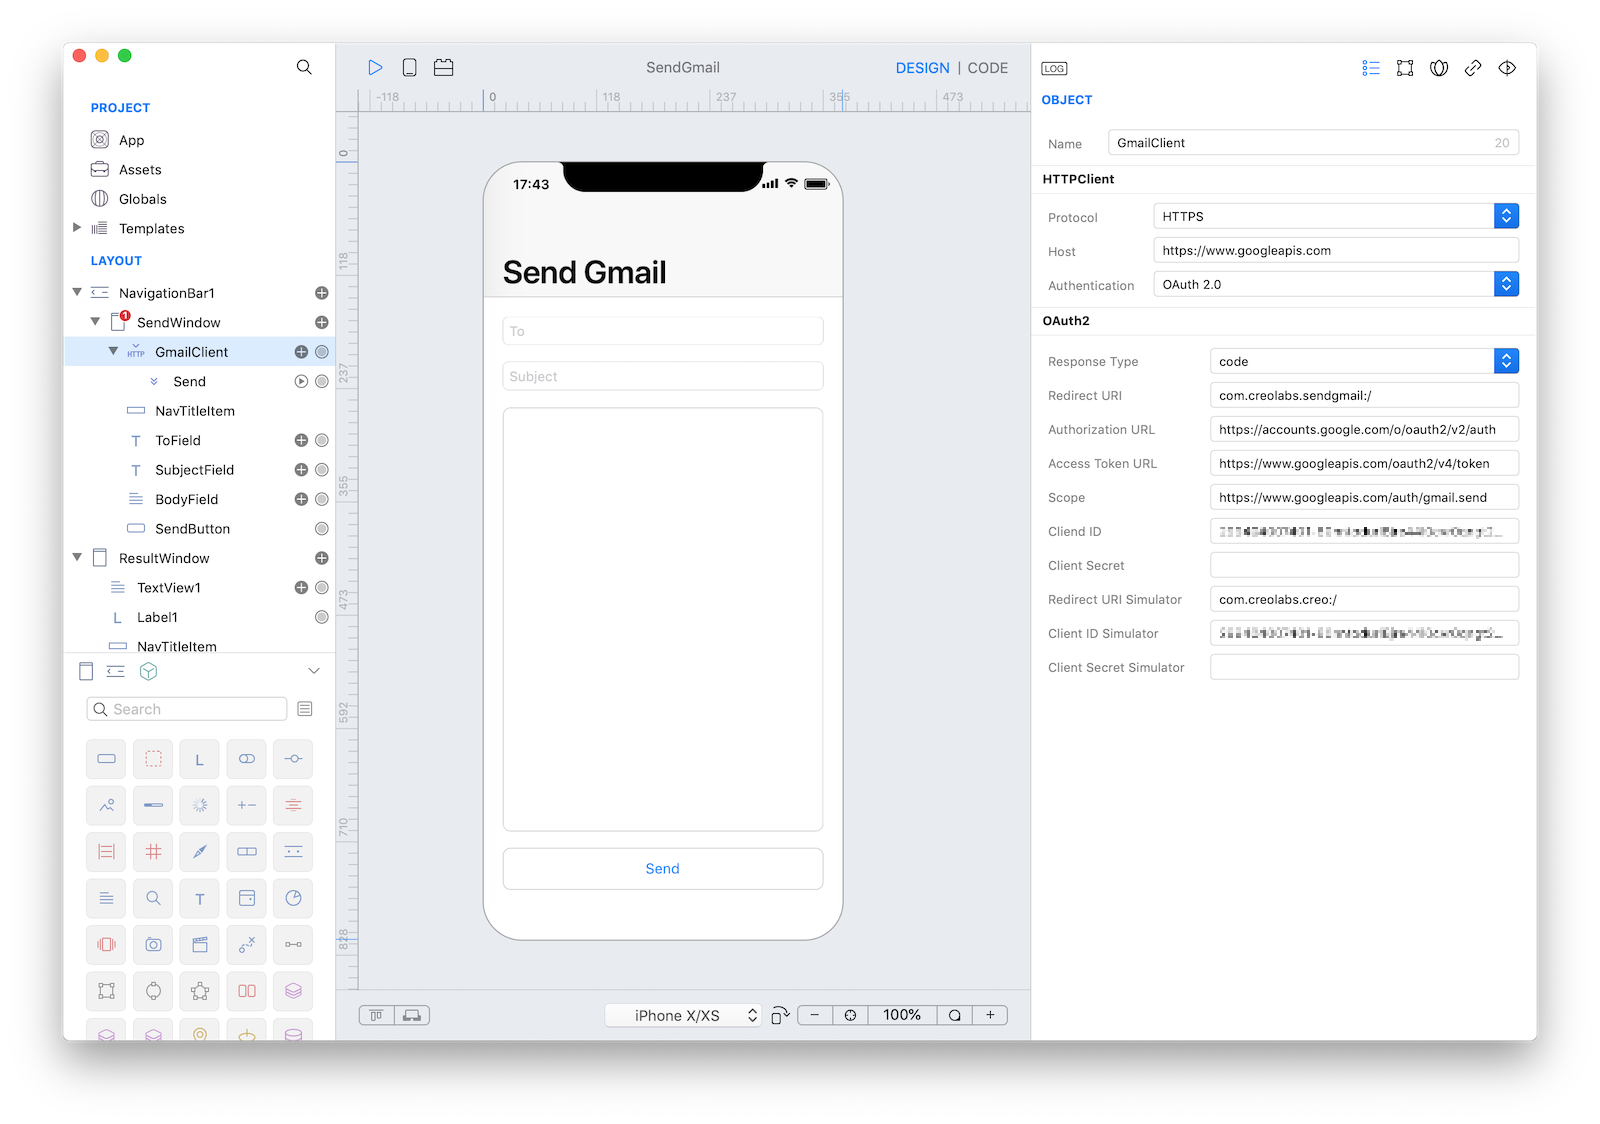 PROJECT
App
Assets
Globals
Templates
LAYOUT
NavigationBar1
1
SendWindow
HTTP
GmailClient
Send
NavTitleItem
T ToField
T SubjectField
BodyField
SendButton
ResultWindow
TextView1
L Label1
NavTitleItem
Search
L
T
SendGmail
DESIGN | CODE
-118 0 118 237 355 473
0
118
237
355
473
592
710
828
17:43
Send Gmail
To
Subject
Send
iPhone X/XS
− 100% +
LOG
OBJECT
Name GmailClient 20
HTTPClient
Protocol HTTPS
Host https://www.googleapis.com
Authentication OAuth 2.0
OAuth2
Response Type code
Redirect URI com.creolabs.sendgmail:/
Authorization URL https://accounts.google.com/o/oauth2/v2/auth
Access Token URL https://www.googleapis.com/oauth2/v4/token
Scope https://www.googleapis.com/auth/gmail.send
Cliend ID
Client Secret
Redirect URI Simulator com.creolabs.creo:/
Client ID Simulator
Client Secret Simulator